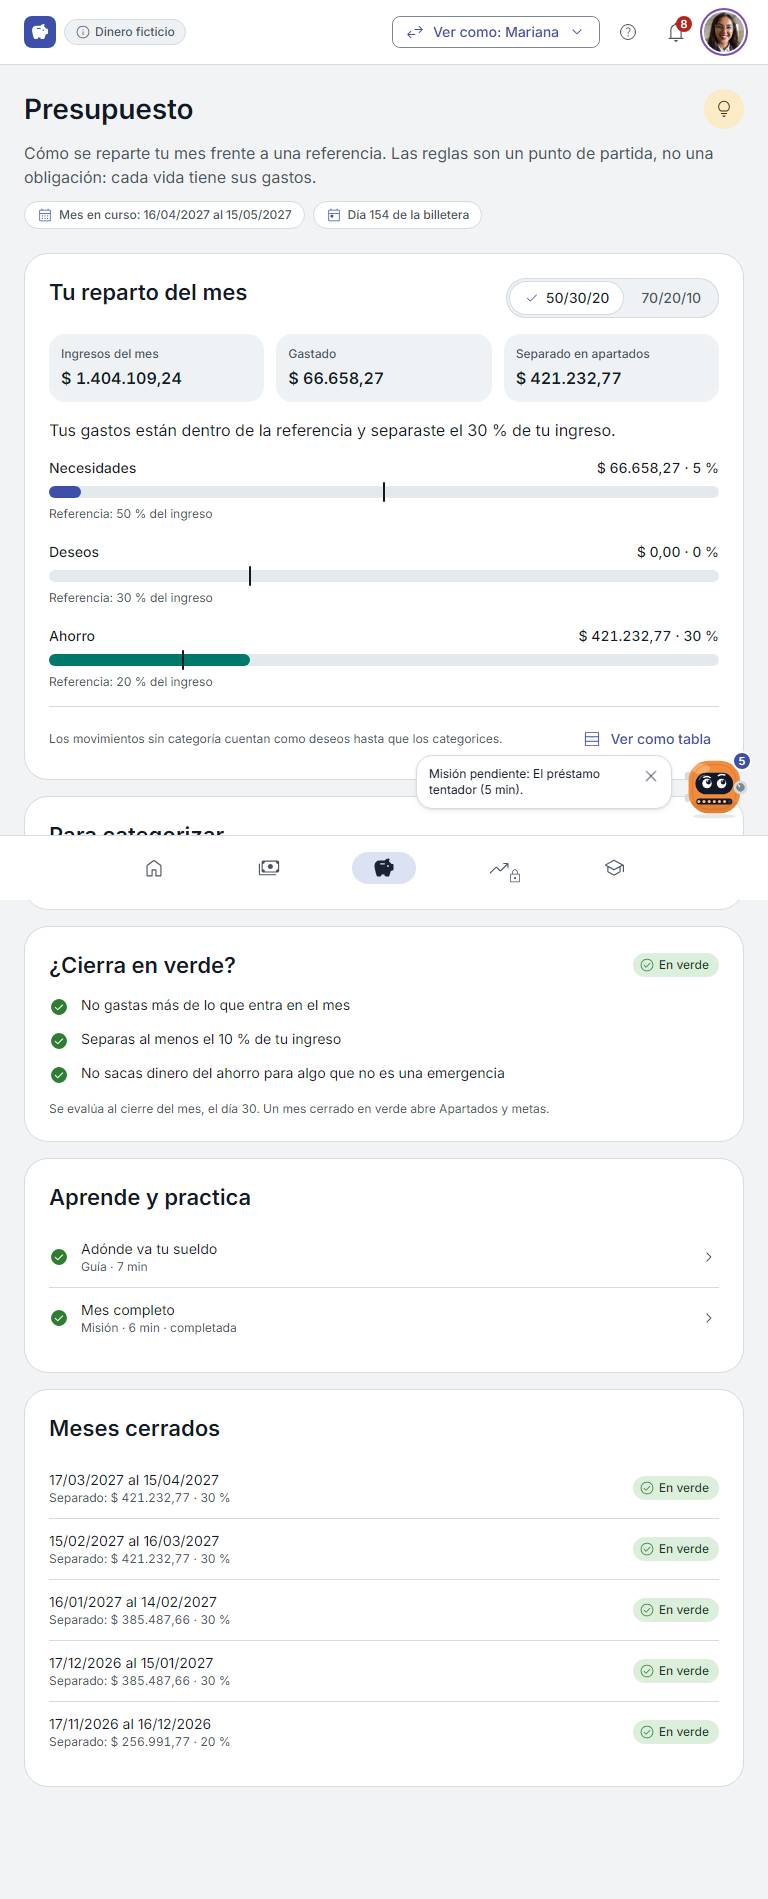 Dinero ficticio
Ver como: Mariana
8
Presupuesto
Cómo se reparte tu mes frente a una referencia. Las reglas son un punto de partida, no una
obligación: cada vida tiene sus gastos.
Mes en curso: 16/04/2027 al 15/05/2027
Día 154 de la billetera
Tu reparto del mes
50/30/20
70/20/10
Ingresos del mes
$ 1.404.109,24
Gastado
$ 66.658,27
Separado en apartados
$ 421.232,77
Tus gastos están dentro de la referencia y separaste el 30 % de tu ingreso.
Necesidades
$ 66.658,27 · 5 %
Referencia: 50 % del ingreso
Deseos
$ 0,00 · 0 %
Referencia: 30 % del ingreso
Ahorro
$ 421.232,77 · 30 %
Referencia: 20 % del ingreso
Los movimientos sin categoría cuentan como deseos hasta que los categorices.
Ver como tabla
Misión pendiente: El préstamo
tentador (5 min).
5
Para categorizar
¿Cierra en verde?
En verde
No gastas más de lo que entra en el mes
Separas al menos el 10 % de tu ingreso
No sacas dinero del ahorro para algo que no es una emergencia
Se evalúa al cierre del mes, el día 30. Un mes cerrado en verde abre Apartados y metas.
Aprende y practica
Adónde va tu sueldo
Guía · 7 min
Mes completo
Misión · 6 min · completada
Meses cerrados
17/03/2027 al 15/04/2027
Separado: $ 421.232,77 · 30 %
En verde
15/02/2027 al 16/03/2027
Separado: $ 421.232,77 · 30 %
En verde
16/01/2027 al 14/02/2027
Separado: $ 385.487,66 · 30 %
En verde
17/12/2026 al 15/01/2027
Separado: $ 385.487,66 · 30 %
En verde
17/11/2026 al 16/12/2026
Separado: $ 256.991,77 · 20 %
En verde